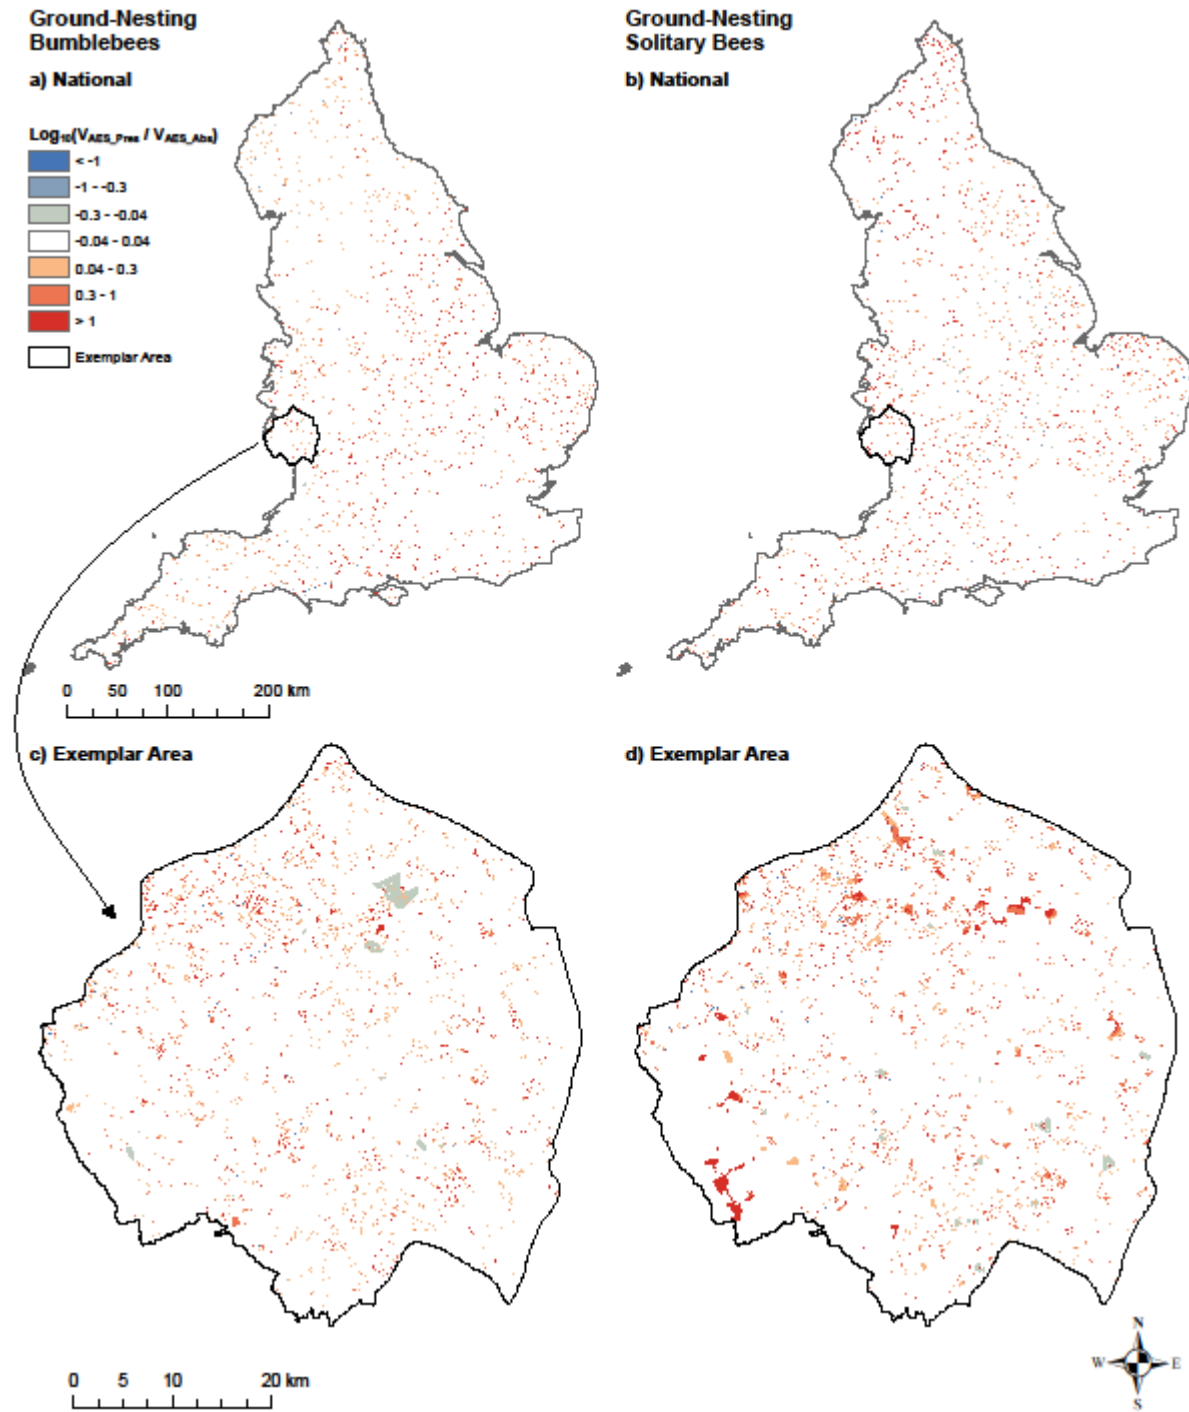 Ground-Nesting
Bumblebees
a) National
Log₁₀(V_AES_Pres / V_AES_Abs)
< -1
-1 - -0.3
-0.3 - -0.04
-0.04 - 0.04
0.04 - 0.3
0.3 - 1
> 1
Exemplar Area
0 50 100 200 km
Ground-Nesting
Solitary Bees
b) National
c) Exemplar Area
d) Exemplar Area
0 5 10 20 km
N
W E
S